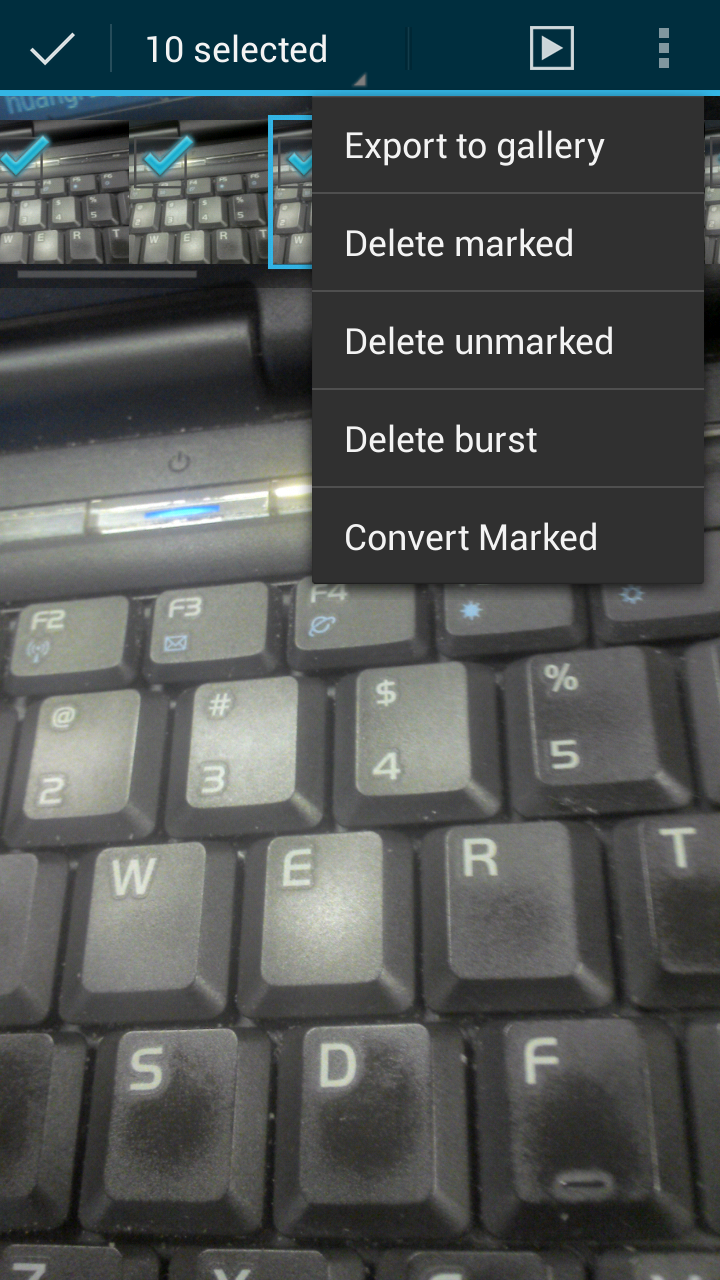 10 selected
Export to gallery
Delete marked
Delete unmarked
Delete burst
Convert Marked
F2 F3 F4
@ # $ %
2 3 4 5
W E R T
S D F